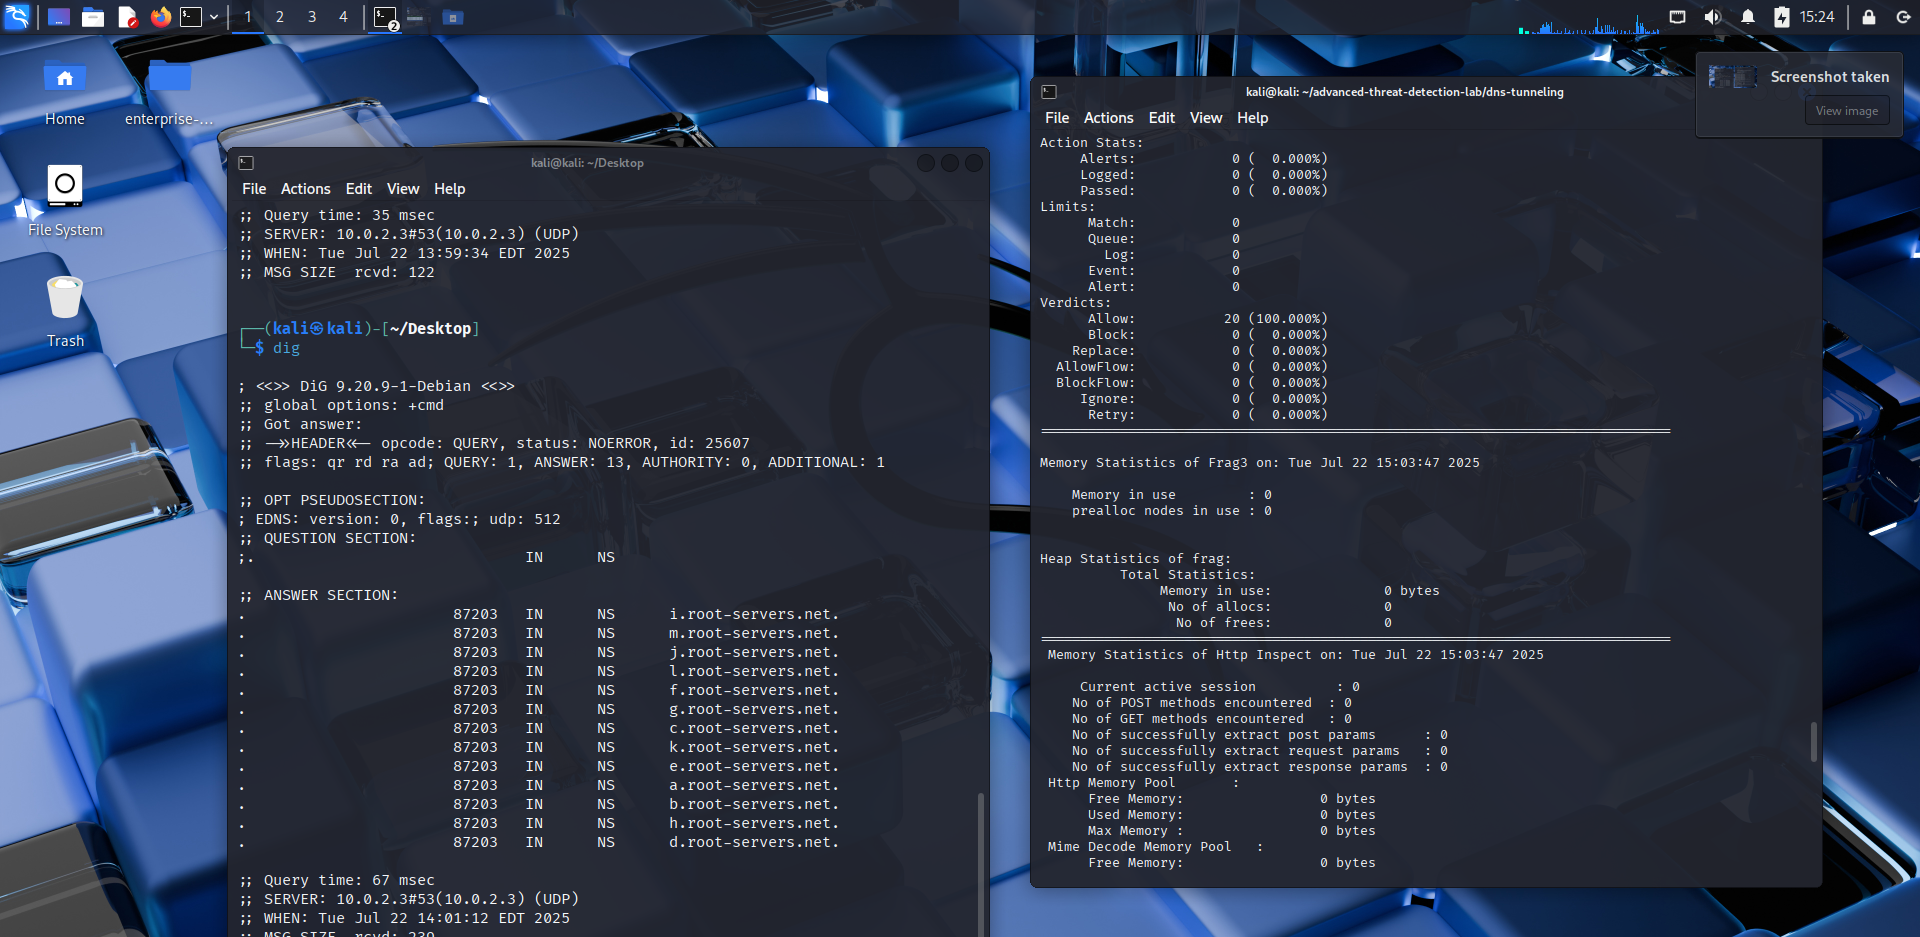 1 2 3 4 2 15:24
Screenshot taken
View image
Home
enterprise-...
File System
Trash
kali@kali: ~/Desktop
File Actions Edit View Help
;; Query time: 35 msec
;; SERVER: 10.0.2.3#53(10.0.2.3) (UDP)
;; WHEN: Tue Jul 22 13:59:34 EDT 2025
;; MSG SIZE  rcvd: 122
┌──(kali㉿kali)-[~/Desktop]
└─$ dig
; <<>> DiG 9.20.9-1-Debian <<>>
;; global options: +cmd
;; Got answer:
;; ->>HEADER<<- opcode: QUERY, status: NOERROR, id: 25607
;; flags: qr rd ra ad; QUERY: 1, ANSWER: 13, AUTHORITY: 0, ADDITIONAL: 1
;; OPT PSEUDOSECTION:
; EDNS: version: 0, flags:; udp: 512
;; QUESTION SECTION:
;. IN NS
;; ANSWER SECTION:
. 87203 IN NS i.root-servers.net.
. 87203 IN NS m.root-servers.net.
. 87203 IN NS j.root-servers.net.
. 87203 IN NS l.root-servers.net.
. 87203 IN NS f.root-servers.net.
. 87203 IN NS g.root-servers.net.
. 87203 IN NS c.root-servers.net.
. 87203 IN NS k.root-servers.net.
. 87203 IN NS e.root-servers.net.
. 87203 IN NS a.root-servers.net.
. 87203 IN NS b.root-servers.net.
. 87203 IN NS h.root-servers.net.
. 87203 IN NS d.root-servers.net.
;; Query time: 67 msec
;; SERVER: 10.0.2.3#53(10.0.2.3) (UDP)
;; WHEN: Tue Jul 22 14:01:12 EDT 2025
;; MSG SIZE  rcvd: 239
kali@kali: ~/advanced-threat-detection-lab/dns-tunneling
File Actions Edit View Help
Action Stats:
Alerts: 0 ( 0.000%)
Logged: 0 ( 0.000%)
Passed: 0 ( 0.000%)
Limits:
Match: 0
Queue: 0
Log: 0
Event: 0
Alert: 0
Verdicts:
Allow: 20 (100.000%)
Block: 0 ( 0.000%)
Replace: 0 ( 0.000%)
AllowFlow: 0 ( 0.000%)
BlockFlow: 0 ( 0.000%)
Ignore: 0 ( 0.000%)
Retry: 0 ( 0.000%)
Memory Statistics of Frag3 on: Tue Jul 22 15:03:47 2025
Memory in use : 0
prealloc nodes in use : 0
Heap Statistics of frag:
Total Statistics:
Memory in use: 0 bytes
No of allocs: 0
No of frees: 0
Memory Statistics of Http Inspect on: Tue Jul 22 15:03:47 2025
Current active session : 0
No of POST methods encountered : 0
No of GET methods encountered : 0
No of successfully extract post params : 0
No of successfully extract request params : 0
No of successfully extract response params : 0
Http Memory Pool :
Free Memory: 0 bytes
Used Memory: 0 bytes
Max Memory : 0 bytes
Mime Decode Memory Pool :
Free Memory: 0 bytes